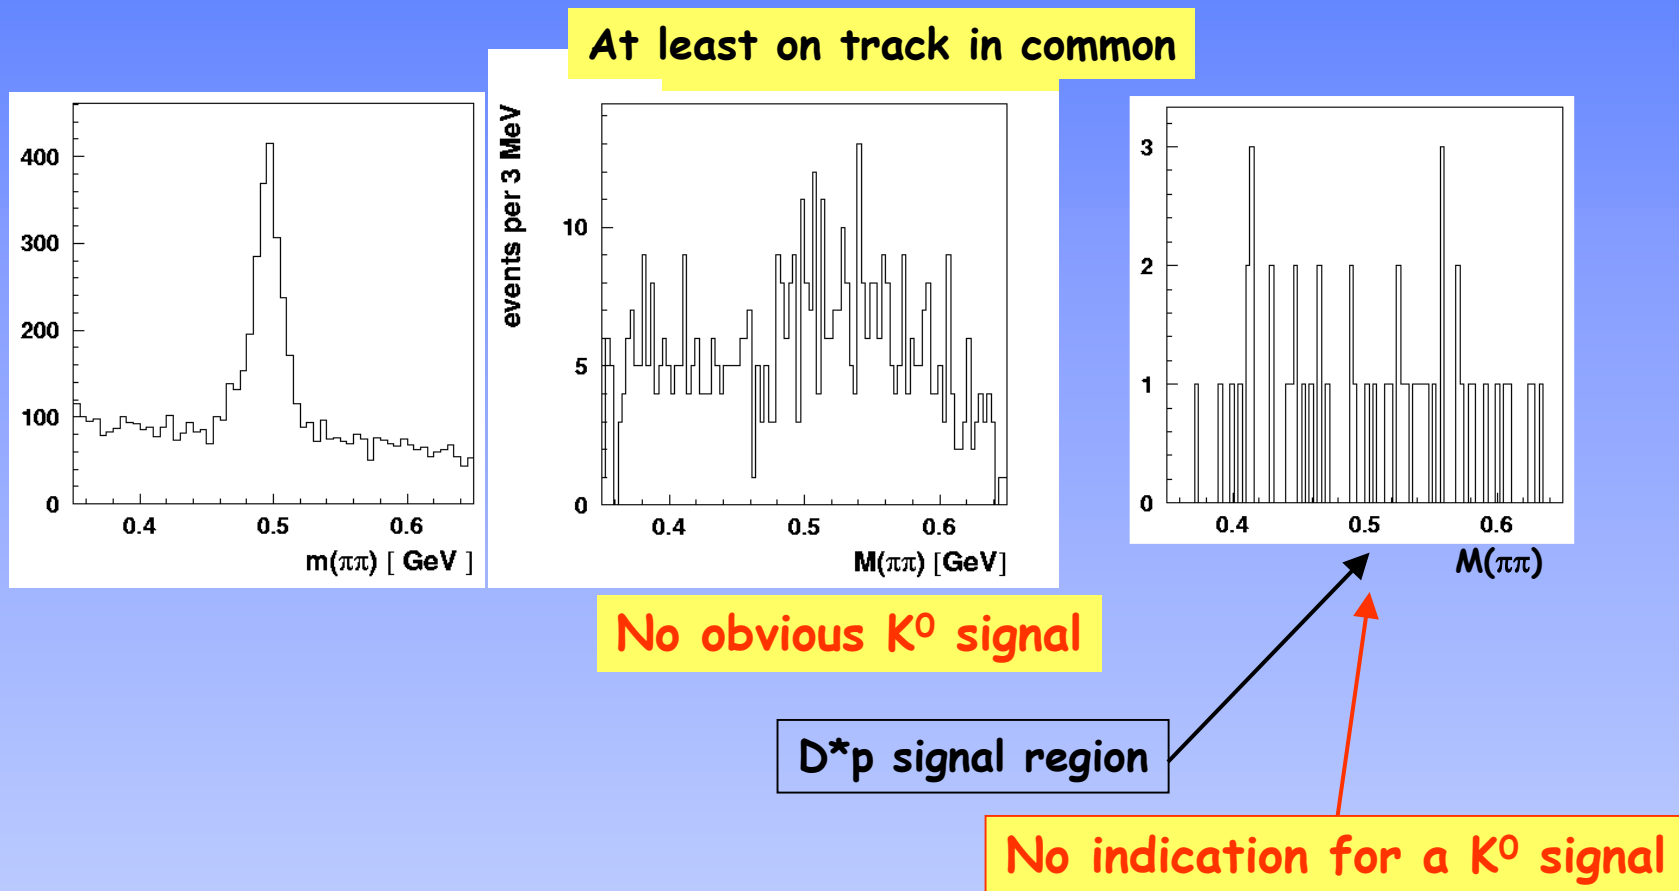 At least on track in common
400
300
200
100
0
0.4 0.5 0.6
m(ππ) [ GeV ]
events per 3 MeV
10
5
0
0.4 0.5 0.6
M(ππ) [GeV]
3
2
1
0
0.4 0.5 0.6
M(ππ)
No obvious K⁰ signal
D*p signal region
No indication for a K⁰ signal